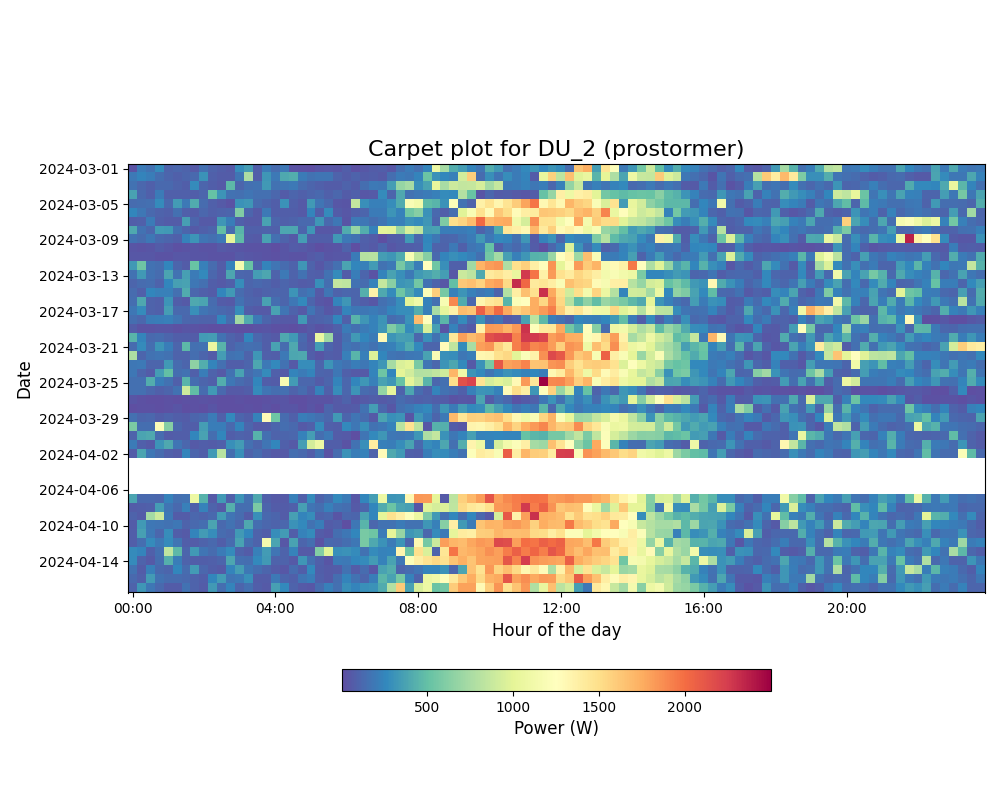 Carpet plot for DU_2 (prostormer)
Date
2024-03-01
2024-03-05
2024-03-09
2024-03-13
2024-03-17
2024-03-21
2024-03-25
2024-03-29
2024-04-02
2024-04-06
2024-04-10
2024-04-14
00:00 04:00 08:00 12:00 16:00 20:00
Hour of the day
500 1000 1500 2000
Power (W)